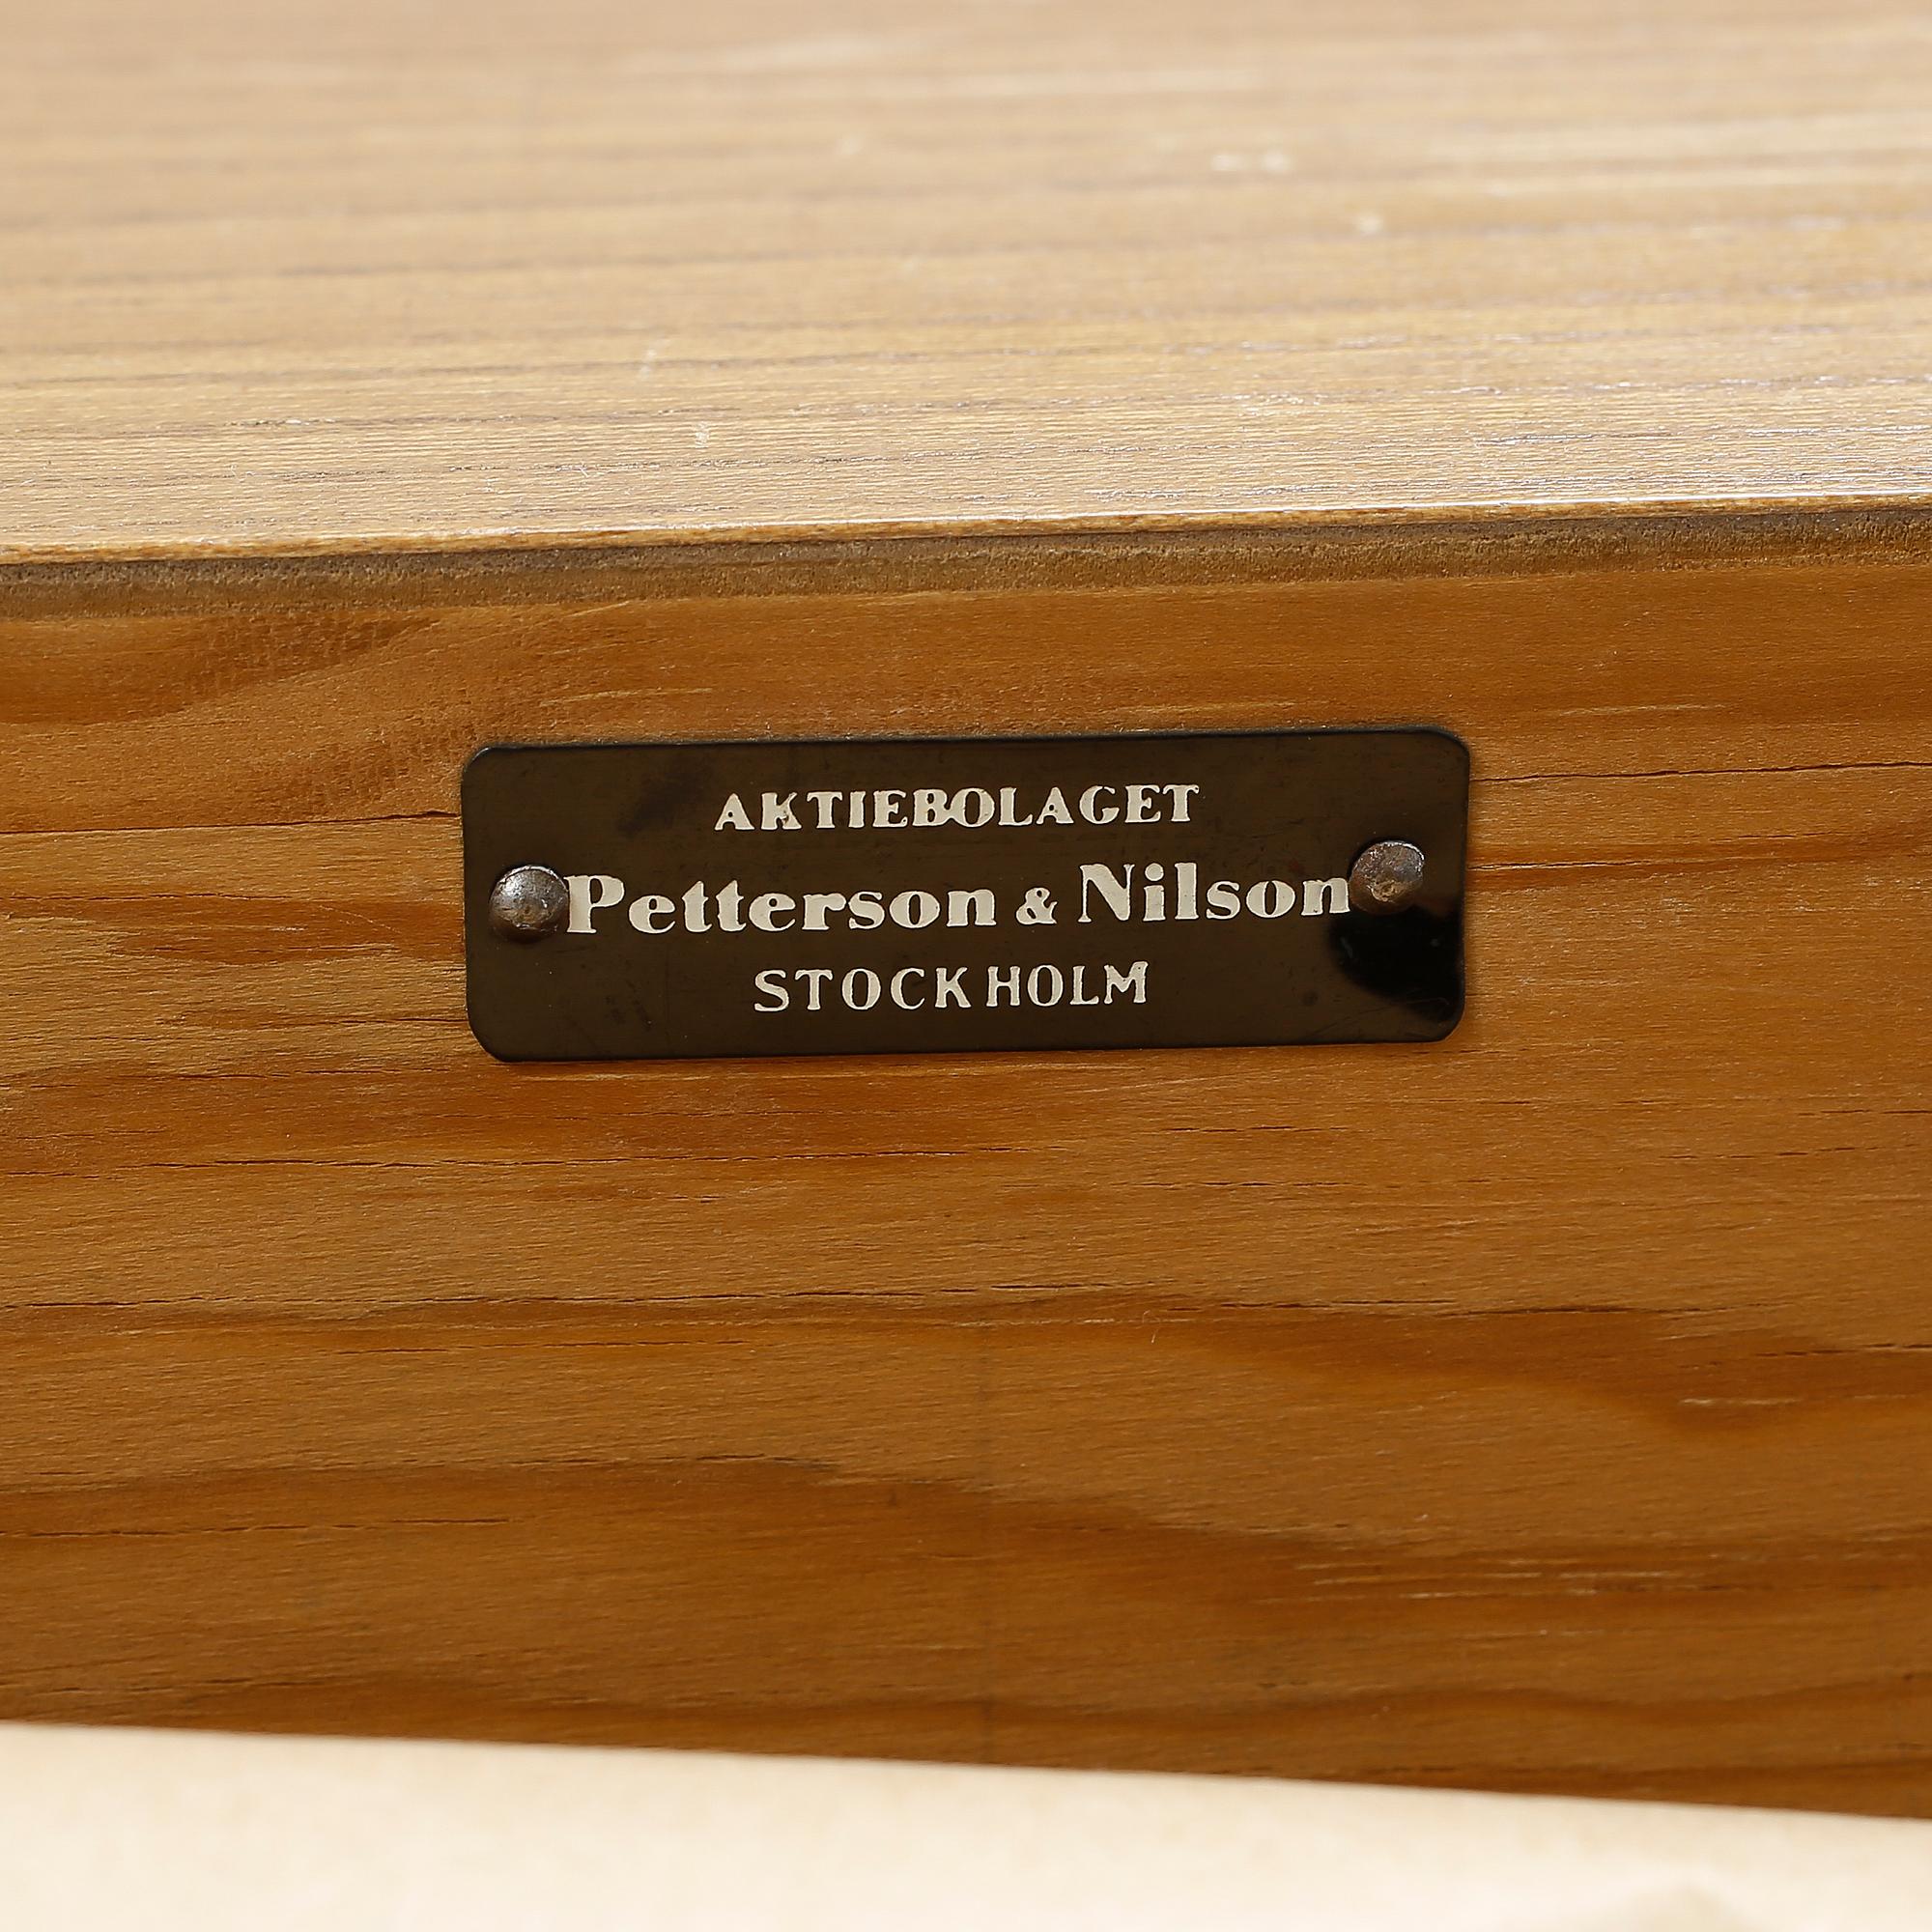 AKTIEBOLAGET
Petterson & Nilson
STOCKHOLM